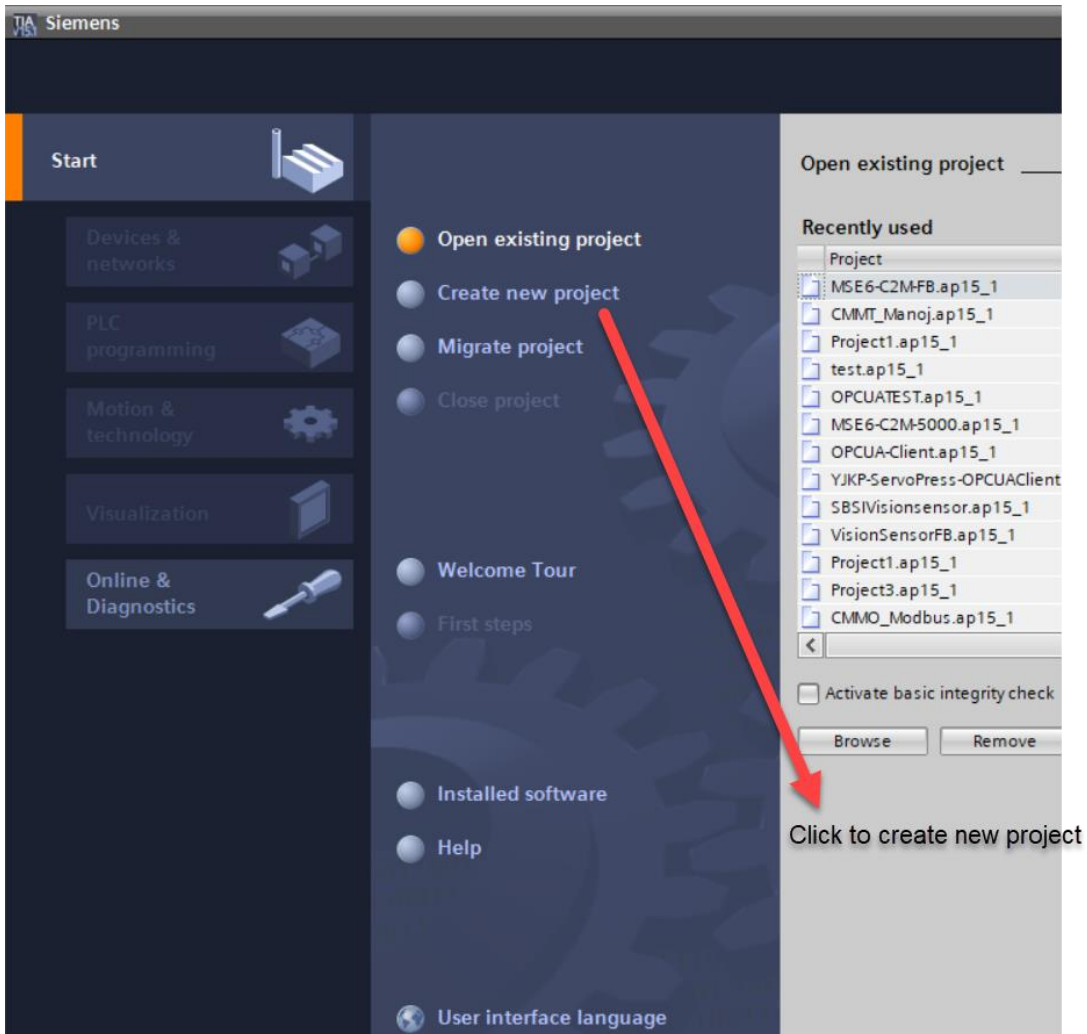 TIA
V15.1
Siemens
Start
Devices &
networks
PLC
programming
Motion &
technology
Visualization
Online &
Diagnostics
Open existing project
Create new project
Migrate project
Close project
Welcome Tour
First steps
Installed software
Help
User interface language
Open existing project
Recently used
Project
MSE6-C2M-FB.ap15_1
CMMT_Manoj.ap15_1
Project1.ap15_1
test.ap15_1
OPCUATEST.ap15_1
MSE6-C2M-5000.ap15_1
OPCUA-Client.ap15_1
YJKP-ServoPress-OPCUAClient
SBSIVisionsensor.ap15_1
VisionSensorFB.ap15_1
Project1.ap15_1
Project3.ap15_1
CMMO_Modbus.ap15_1
Activate basic integrity check
Browse
Remove
Click to create new project